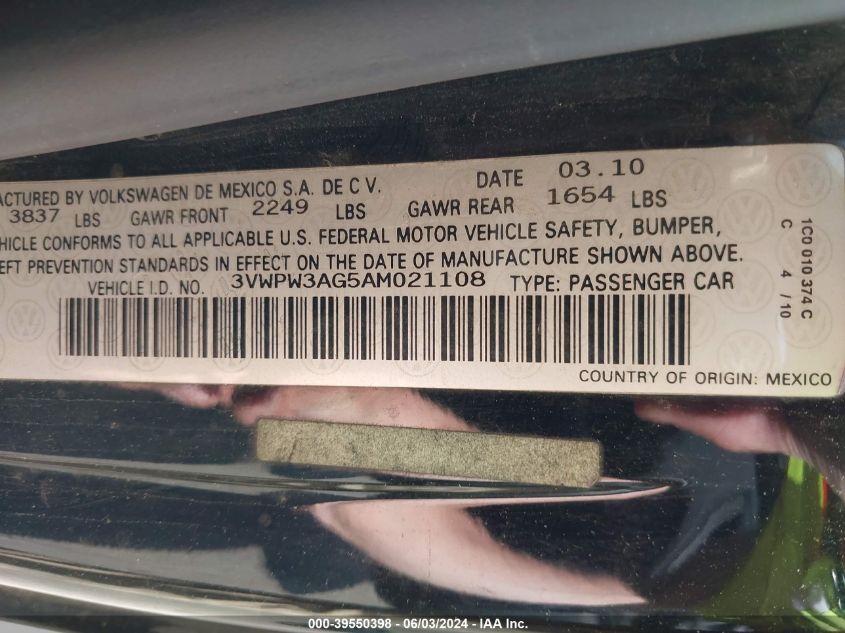 ACTURED BY VOLKSWAGEN DE MEXICO S.A. DE C V. DATE 03.10
3837 LBS GAWR FRONT 2249 LBS GAWR REAR 1654 LBS
EHICLE CONFORMS TO ALL APPLICABLE U.S. FEDERAL MOTOR VEHICLE SAFETY, BUMPER,
EFT PREVENTION STANDARDS IN EFFECT ON THE DATE OF MANUFACTURE SHOWN ABOVE.
VEHICLE I.D. NO. 3VWPW3AG5AM021108 TYPE: PASSENGER CAR
COUNTRY OF ORIGIN: MEXICO
1C0 010 374 C
C 4 /10
000-39550398 - 06/03/2024 - IAA Inc.